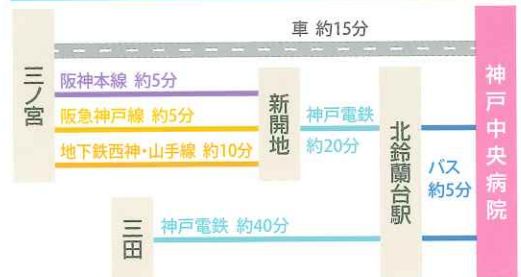 車 約15分
三ノ宮
阪神本線 約5分
阪急神戸線 約5分
地下鉄西神・山手線 約10分
新開地
神戸電鉄
約20分
北鈴蘭台駅
バス
約5分
神戸中央病院
三田
神戸電鉄 約40分